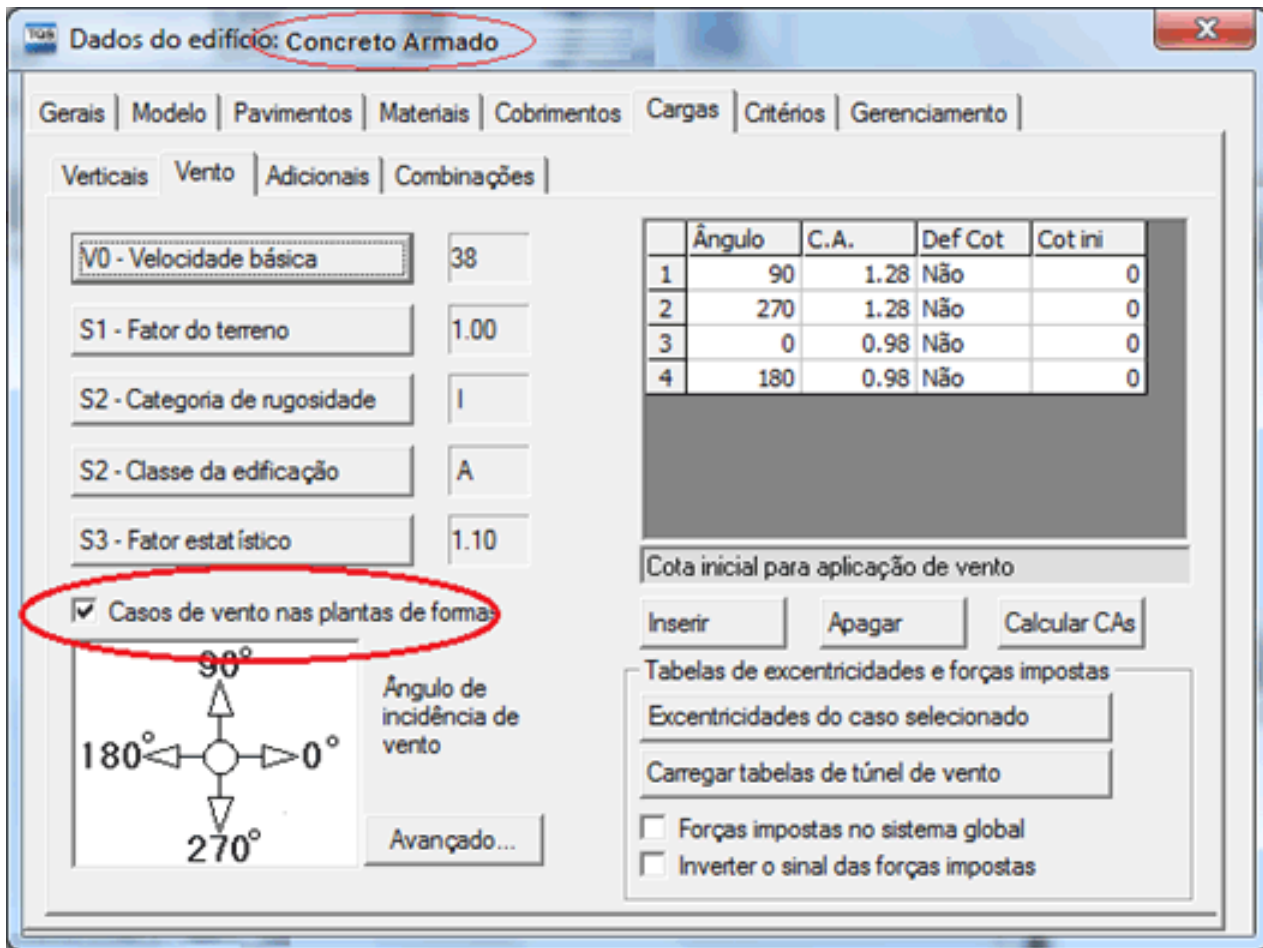 TQS Dados do edifício: Concreto Armado
Gerais Modelo Pavimentos Materiais Cobrimentos Cargas Critérios Gerenciamento
Verticais Vento Adicionais Combinações
V0 - Velocidade básica 38
S1 - Fator do terreno 1.00
S2 - Categoria de rugosidade I
S2 - Classe da edificação A
S3 - Fator estatístico 1.10
Casos de vento nas plantas de formas
90°
180° 0°
270°
Ângulo de
incidência de
vento
Avançado...
Ângulo C.A. Def Cot Cot ini
1 90 1.28 Não 0
2 270 1.28 Não 0
3 0 0.98 Não 0
4 180 0.98 Não 0
Cota inicial para aplicação de vento
Inserir Apagar Calcular CAs
Tabelas de excentricidades e forças impostas
Excentricidades do caso selecionado
Carregar tabelas de túnel de vento
Forças impostas no sistema global
Inverter o sinal das forças impostas